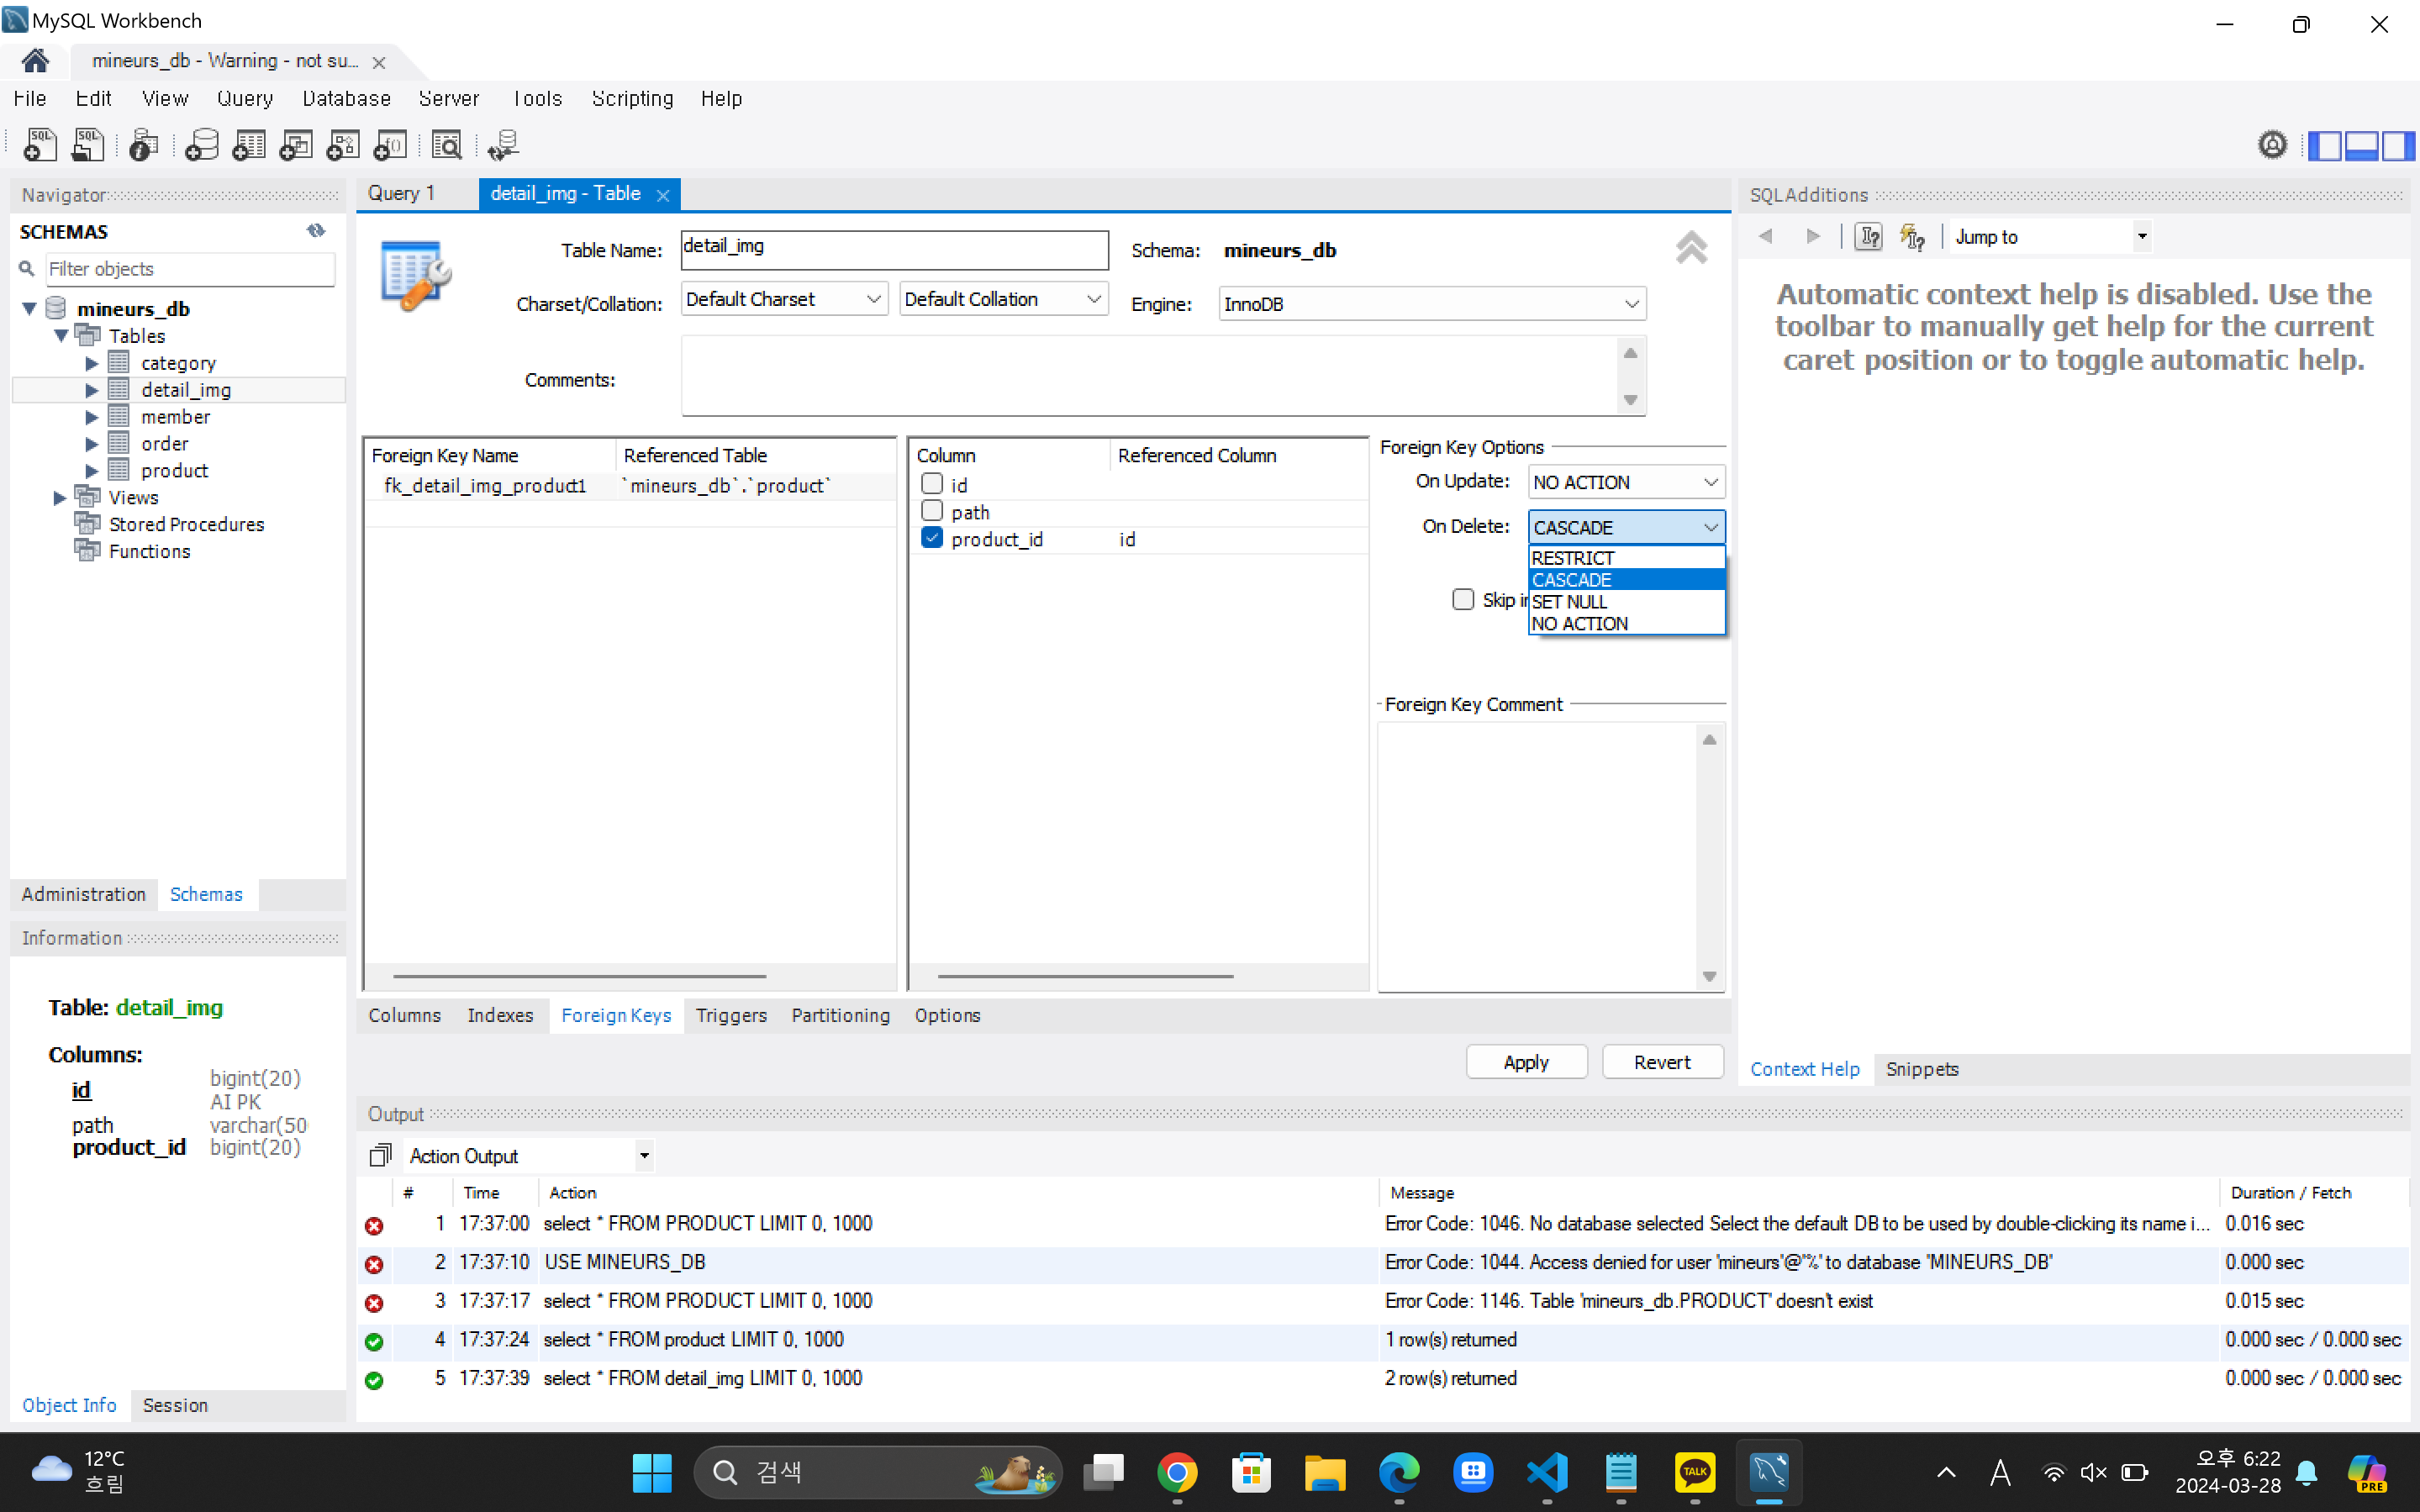 MySQL Workbench
mineurs_db - Warning - not su...
File Edit View Query Database Server Tools Scripting Help
Navigator
SCHEMAS
Filter objects
mineurs_db
Tables
category
detail_img
member
order
product
Views
Stored Procedures
Functions
Administration Schemas
Information
Table: detail_img
Columns:
id bigint(20)
AI PK
path varchar(50
product_id bigint(20)
Object Info Session
Query 1 detail_img - Table
Table Name: detail_img Schema: mineurs_db
Charset/Collation: Default Charset Default Collation Engine: InnoDB
Comments:
Foreign Key Name Referenced Table
fk_detail_img_product1 `mineurs_db`.`product`
Column Referenced Column
id
path
product_id id
Foreign Key Options
On Update: NO ACTION
On Delete: CASCADE
RESTRICT
CASCADE
SET NULL
NO ACTION
Skip in
Foreign Key Comment
Columns Indexes Foreign Keys Triggers Partitioning Options
Apply Revert
SQLAdditions
Jump to
Automatic context help is disabled. Use the
toolbar to manually get help for the current
caret position or to toggle automatic help.
Context Help Snippets
Output
Action Output
# Time Action Message Duration / Fetch
1 17:37:00 select * FROM PRODUCT LIMIT 0, 1000 Error Code: 1046. No database selected Select the default DB to be used by double-clicking its name i... 0.016 sec
2 17:37:10 USE MINEURS_DB Error Code: 1044. Access denied for user 'mineurs'@'%' to database 'MINEURS_DB' 0.000 sec
3 17:37:17 select * FROM PRODUCT LIMIT 0, 1000 Error Code: 1146. Table 'mineurs_db.PRODUCT' doesn't exist 0.015 sec
4 17:37:24 select * FROM product LIMIT 0, 1000 1 row(s) returned 0.000 sec / 0.000 sec
5 17:37:39 select * FROM detail_img LIMIT 0, 1000 2 row(s) returned 0.000 sec / 0.000 sec
12°C
흐림
검색
TALK
A
오후 6:22
2024-03-28
PRE